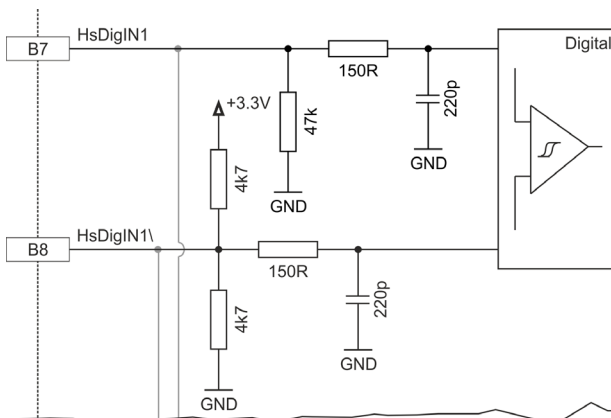 HsDigIN1
B7
Digital
150R
+3.3V
47k
220p
GND
4k7
GND
HsDigIN1\
B8
150R
4k7
220p
GND
GND